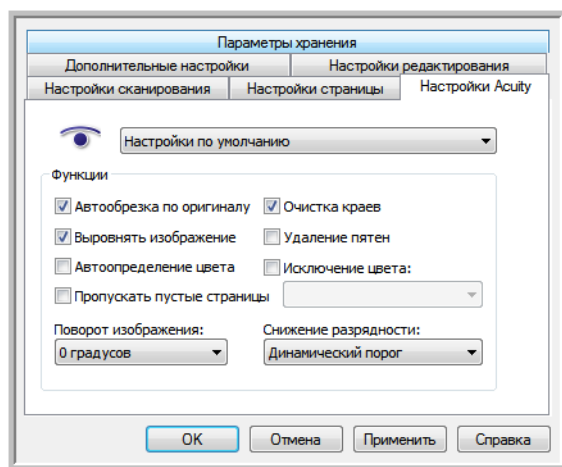 Параметры хранения
Дополнительные настройки Настройки редактирования
Настройки сканирования Настройки страницы Настройки Acuity
Настройки по умолчанию
Функции
Автообрезка по оригиналу Очистка краев
Выровнять изображение Удаление пятен
Автоопределение цвета Исключение цвета:
Пропускать пустые страницы
Поворот изображения: Снижение разрядности:
0 градусов Динамический порог
OK Отмена Применить Справка